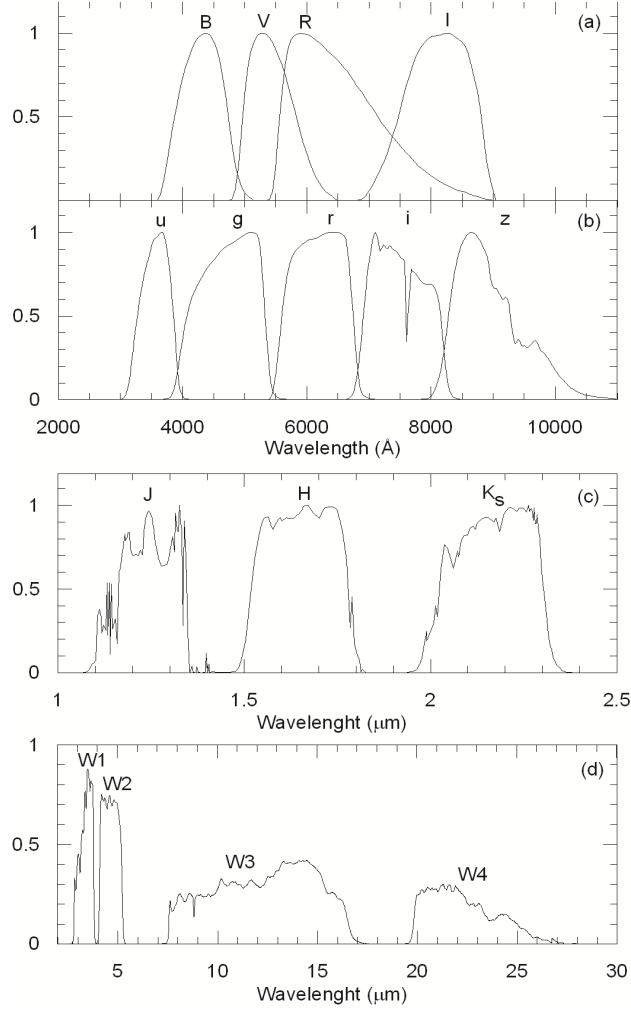 B V R I (a)
1
0.5
u g r i z (b)
1
0.5
0
2000 4000 6000 8000 10000
Wavelength (Å)
J H K_S (c)
1
0.5
0
1 1.5 2 2.5
Wavelenght (μm)
1
W1 (d)
W2
0.5
W3
W4
0
5 10 15 20 25 30
Wavelenght (μm)